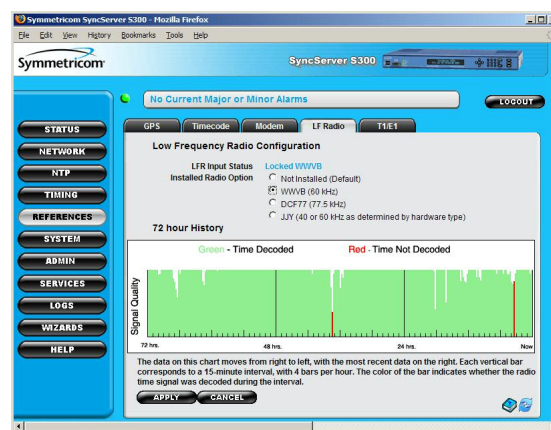 Symmetricom SyncServer S300 - Mozilla Firefox
File Edit View History Bookmarks Tools Help
Symmetricom
SyncServer S300
No Current Major or Minor Alarms
LOGOUT
STATUS
NETWORK
NTP
TIMING
REFERENCES
SYSTEM
ADMIN
SERVICES
LOGS
WIZARDS
HELP
GPS Timecode Modem LF Radio T1/E1
Low Frequency Radio Configuration
LFR Input Status Locked WWVB
Installed Radio Option Not Installed (Default)
WWVB (60 kHz)
DCF77 (77.5 kHz)
JJY (40 or 60 kHz as determined by hardware type)
72 hour History
Green - Time Decoded Red - Time Not Decoded
Signal Quality
72 hrs. 48 hrs. 24 hrs. Now
The data on this chart moves from right to left, with the most recent data on the right. Each vertical bar
corresponds to a 15-minute interval, with 4 bars per hour. The color of the bar indicates whether the radio
time signal was decoded during the interval.
APPLY CANCEL